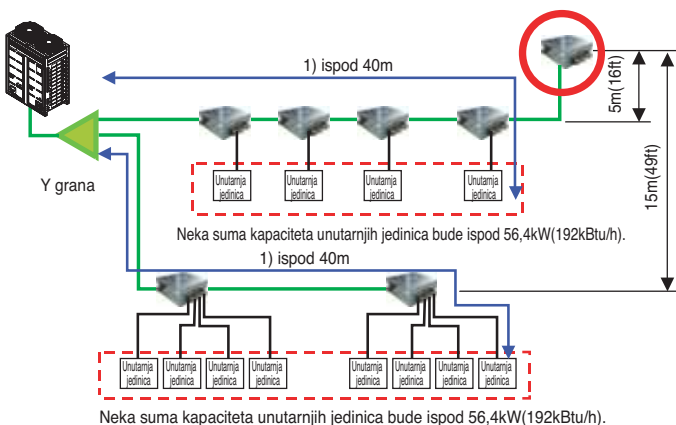 1) ispod 40m
5m(16ft)
15m(49ft)
Y grana
Unutarnja
jedinica
Unutarnja
jedinica
Unutarnja
jedinica
Unutarnja
jedinica
Neka suma kapaciteta unutarnjih jedinica bude ispod 56,4kW(192kBtu/h).
1) ispod 40m
Unutarnja
jedinica
Unutarnja
jedinica
Unutarnja
jedinica
Unutarnja
jedinica
Unutarnja
jedinica
Unutarnja
jedinica
Unutarnja
jedinica
Unutarnja
jedinica
Neka suma kapaciteta unutarnjih jedinica bude ispod 56,4kW(192kBtu/h).